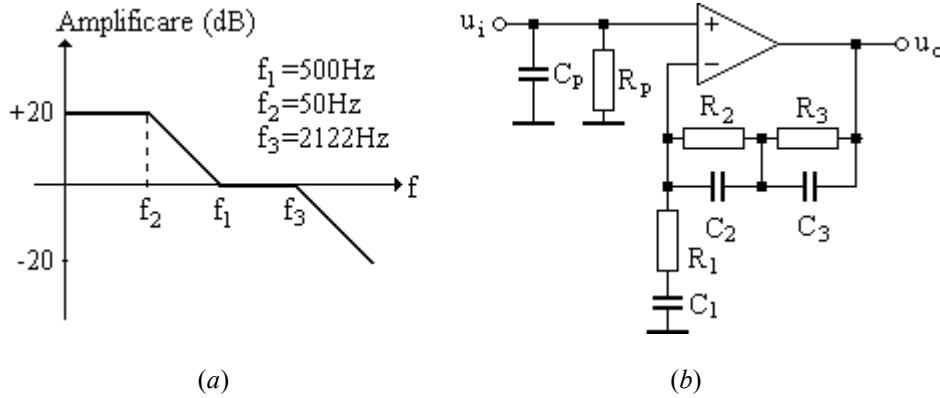 Amplificare (dB)
f₁=500Hz
f₂=50Hz
f₃=2122Hz
+20
f₂ f₁ f₃ f
-20
(a)
uᵢ
+
−
uₒ
Cₚ Rₚ
R₂ R₃
C₂ C₃
R₁
C₁
(b)